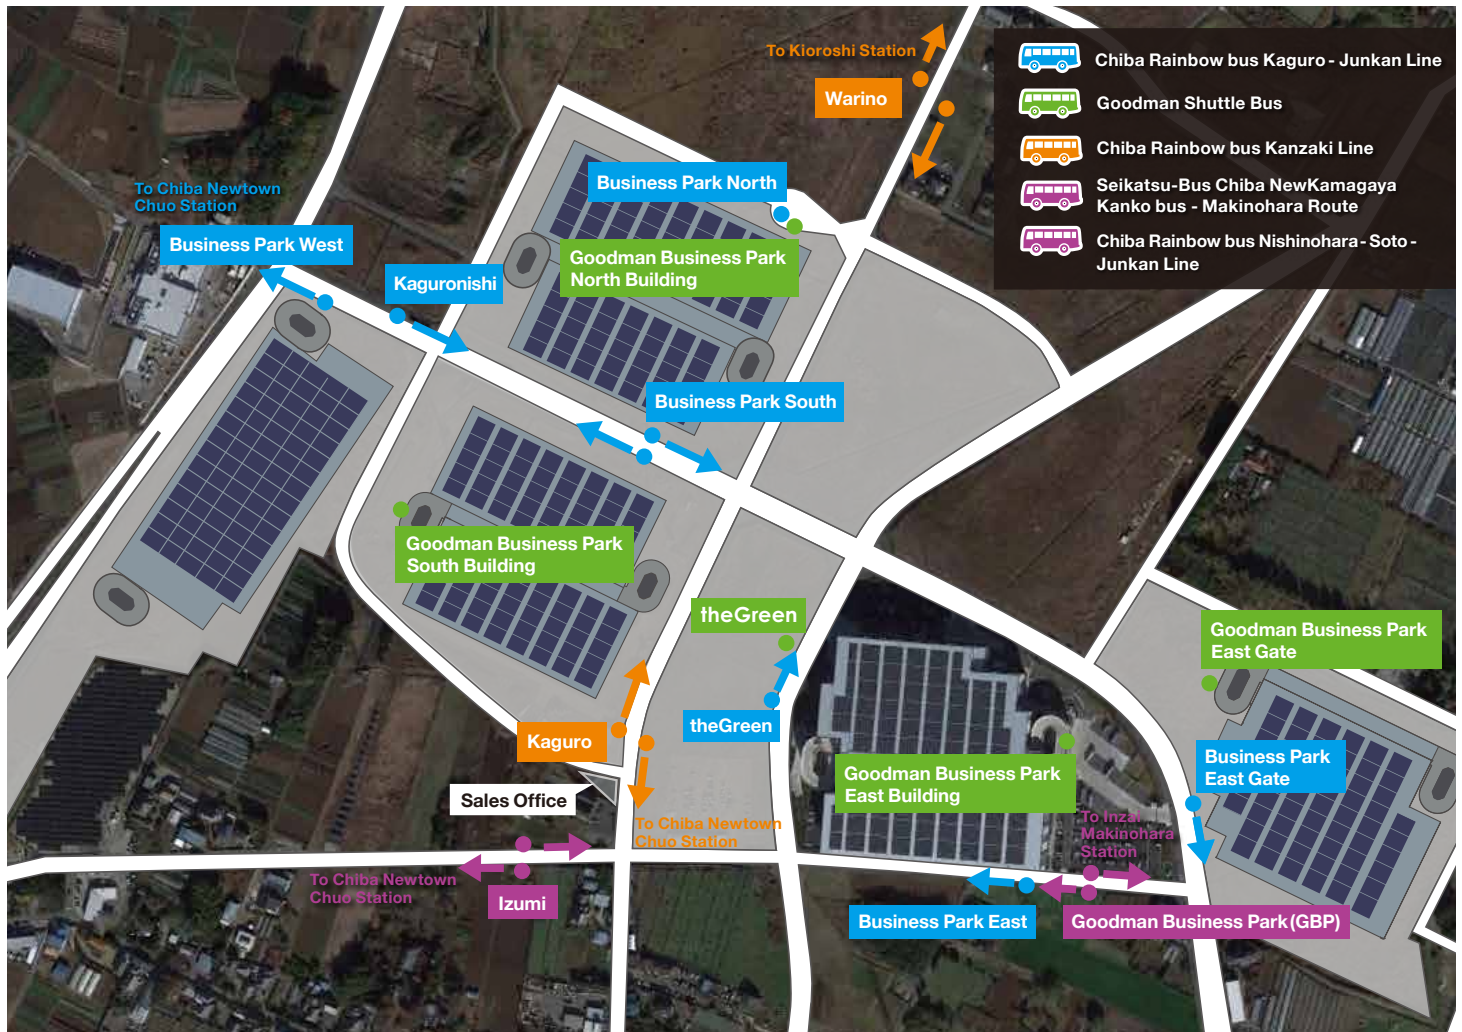 To Kioroshi Station
Warino
Chiba Rainbow bus Kaguro - Junkan Line
Goodman Shuttle Bus
Chiba Rainbow bus Kanzaki Line
Seikatsu-Bus Chiba NewKamagaya
Kanko bus - Makinohara Route
Chiba Rainbow bus Nishinohara - Soto -
Junkan Line
To Chiba Newtown
Chuo Station
Business Park West
Kaguronishi
Business Park North
Goodman Business Park
North Building
Business Park South
Goodman Business Park
South Building
theGreen
theGreen
Goodman Business Park
East Gate
Business Park
East Gate
Kaguro
Goodman Business Park
East Building
Sales Office
To Chiba Newtown
Chuo Station
To Inzai
Makinohara
Station
To Chiba Newtown
Chuo Station
Izumi
Business Park East
Goodman Business Park (GBP)